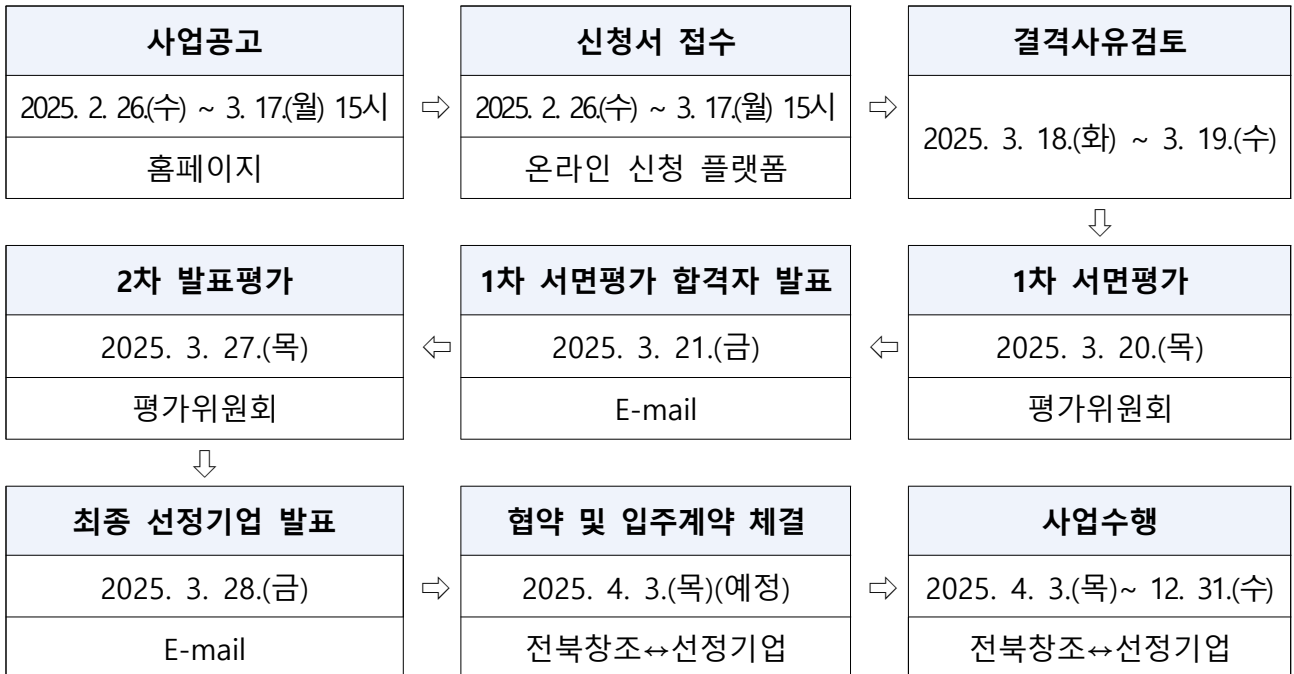 사업공고
2025. 2. 26.(수) ~ 3. 17.(월) 15시
홈페이지
⇨
신청서 접수
2025. 2. 26.(수) ~ 3. 17.(월) 15시
온라인 신청 플랫폼
⇨
결격사유검토
2025. 3. 18.(화) ~ 3. 19.(수)
⇩
1차 서면평가
2025. 3. 20.(목)
평가위원회
⇦
1차 서면평가 합격자 발표
2025. 3. 21.(금)
E-mail
⇦
2차 발표평가
2025. 3. 27.(목)
평가위원회
⇩
최종 선정기업 발표
2025. 3. 28.(금)
E-mail
⇨
협약 및 입주계약 체결
2025. 4. 3.(목)(예정)
전북창조↔선정기업
⇨
사업수행
2025. 4. 3.(목)~ 12. 31.(수)
전북창조↔선정기업